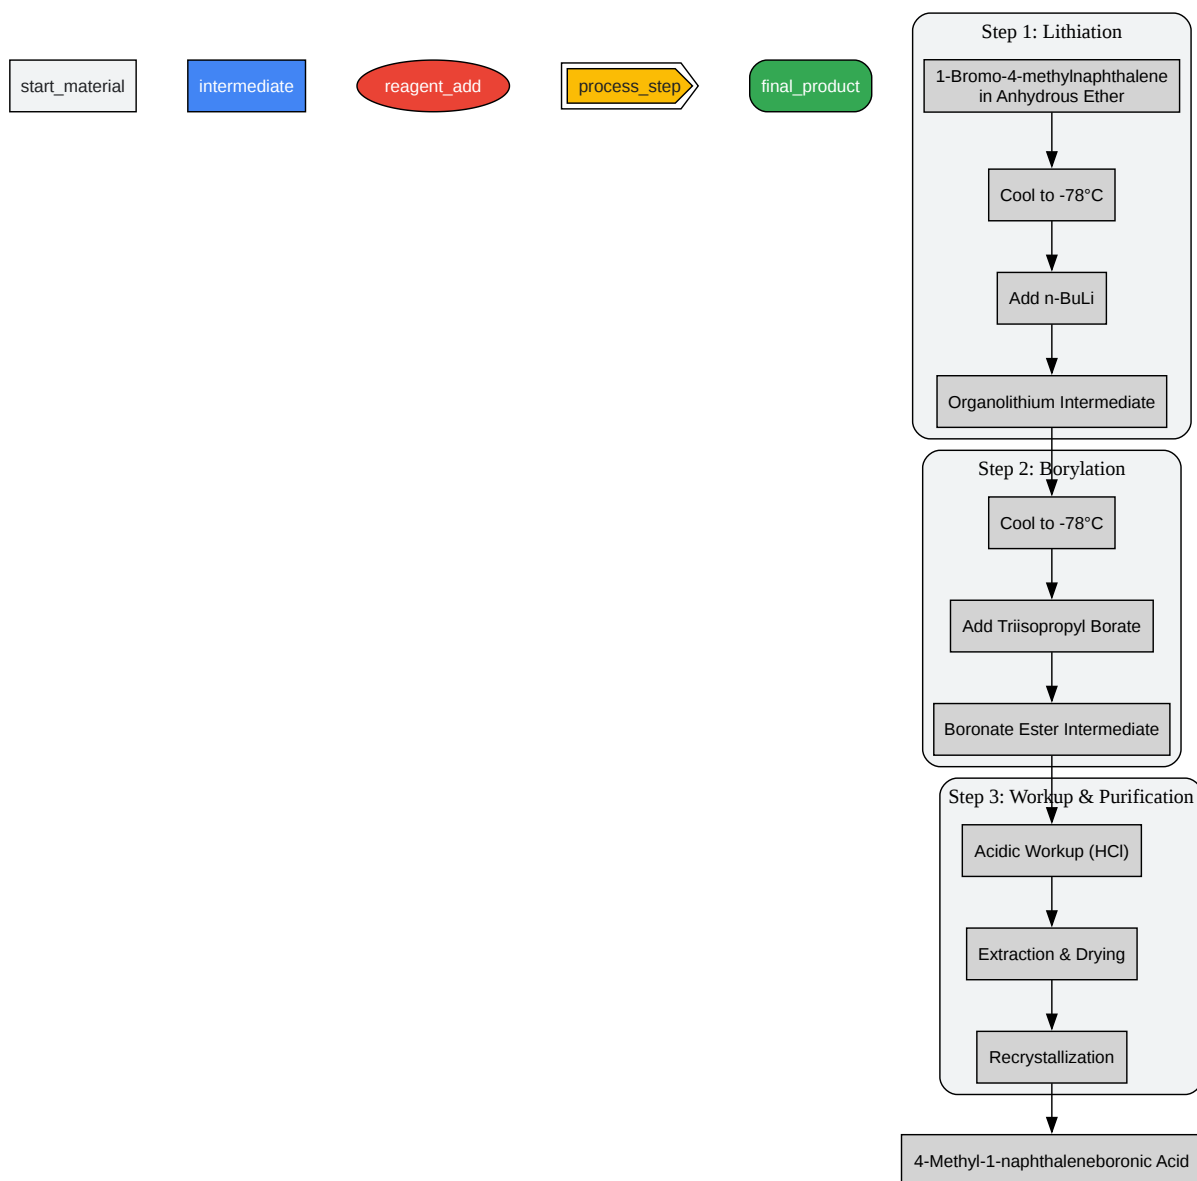 start_material
intermediate
reagent_add
process_step
final_product
Step 1: Lithiation
1-Bromo-4-methylnaphthalene
in Anhydrous Ether
Cool to -78°C
Add n-BuLi
Organolithium Intermediate
Step 2: Borylation
Cool to -78°C
Add Triisopropyl Borate
Boronate Ester Intermediate
Step 3: Workup & Purification
Acidic Workup (HCl)
Extraction & Drying
Recrystallization
4-Methyl-1-naphthaleneboronic Acid